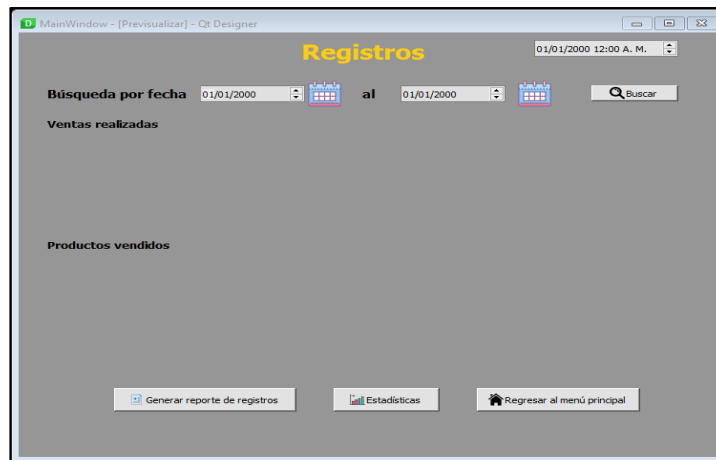 MainWindow - [Previsualizar] - Qt Designer
Registros
01/01/2000 12:00 A. M.
Búsqueda por fecha 01/01/2000 al 01/01/2000 Buscar
Ventas realizadas
Productos vendidos
Generar reporte de registros Estadísticas Regresar al menú principal